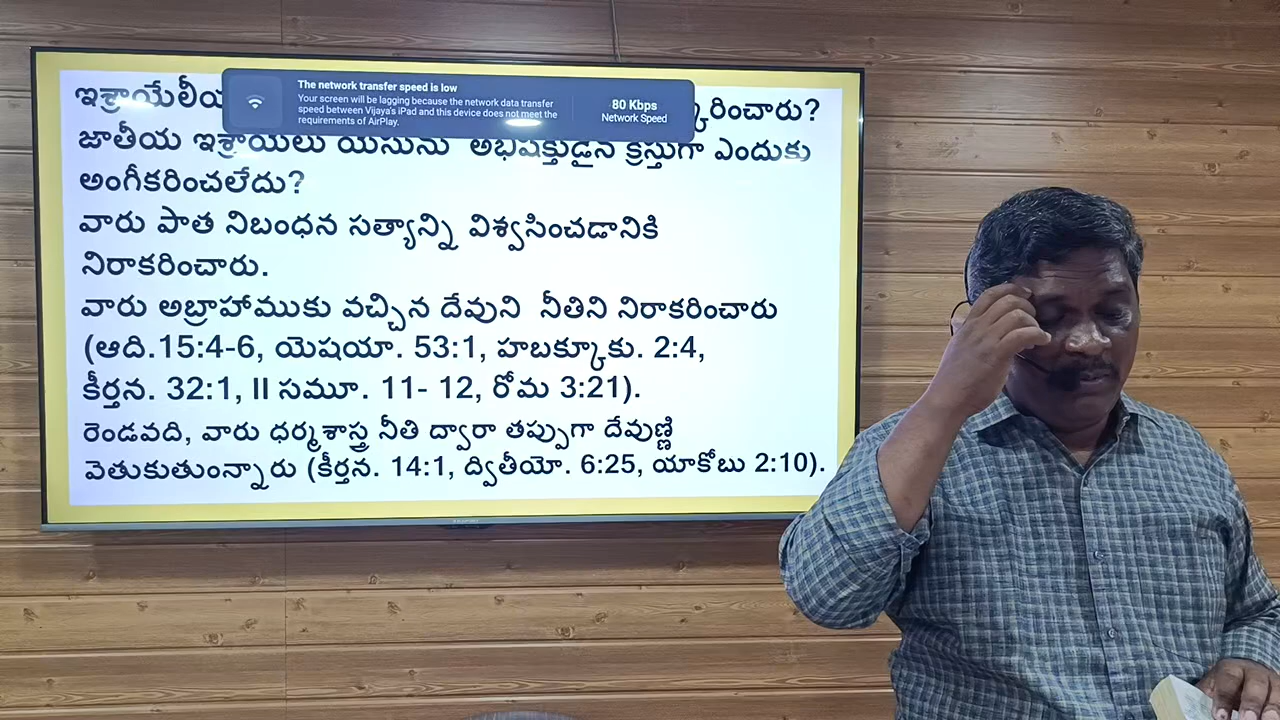 The network transfer speed is low
Your screen will be lagging because the network data transfer
speed between Vijaya's iPad and this device does not meet the
requirements of AirPlay.
80 Kbps
Network Speed
జాతీయ ఇశ్రాయేలు యేసును అభిషిక్తుడైన క్రీస్తుగా ఎందుకు
అంగీకరించలేదు?
వారు పాత నిబంధన సత్యాన్ని విశ్వసించడానికి
నిరాకరించారు.
వారు అబ్రాహాముకు వచ్చిన దేవుని నీతిని నిరాకరించారు
(ఆది.15:4-6, యెషయా. 53:1, హబక్కూకు. 2:4,
కీర్తన. 32:1, II సమూ. 11- 12, రోమ 3:21).
రెండవది, వారు ధర్మశాస్త్ర నీతి ద్వారా తప్పుగా దేవుణ్ణి
వెతుకుతుంన్నారు (కీర్తన. 14:1, ద్వితీయో. 6:25, యాకోబు 2:10).